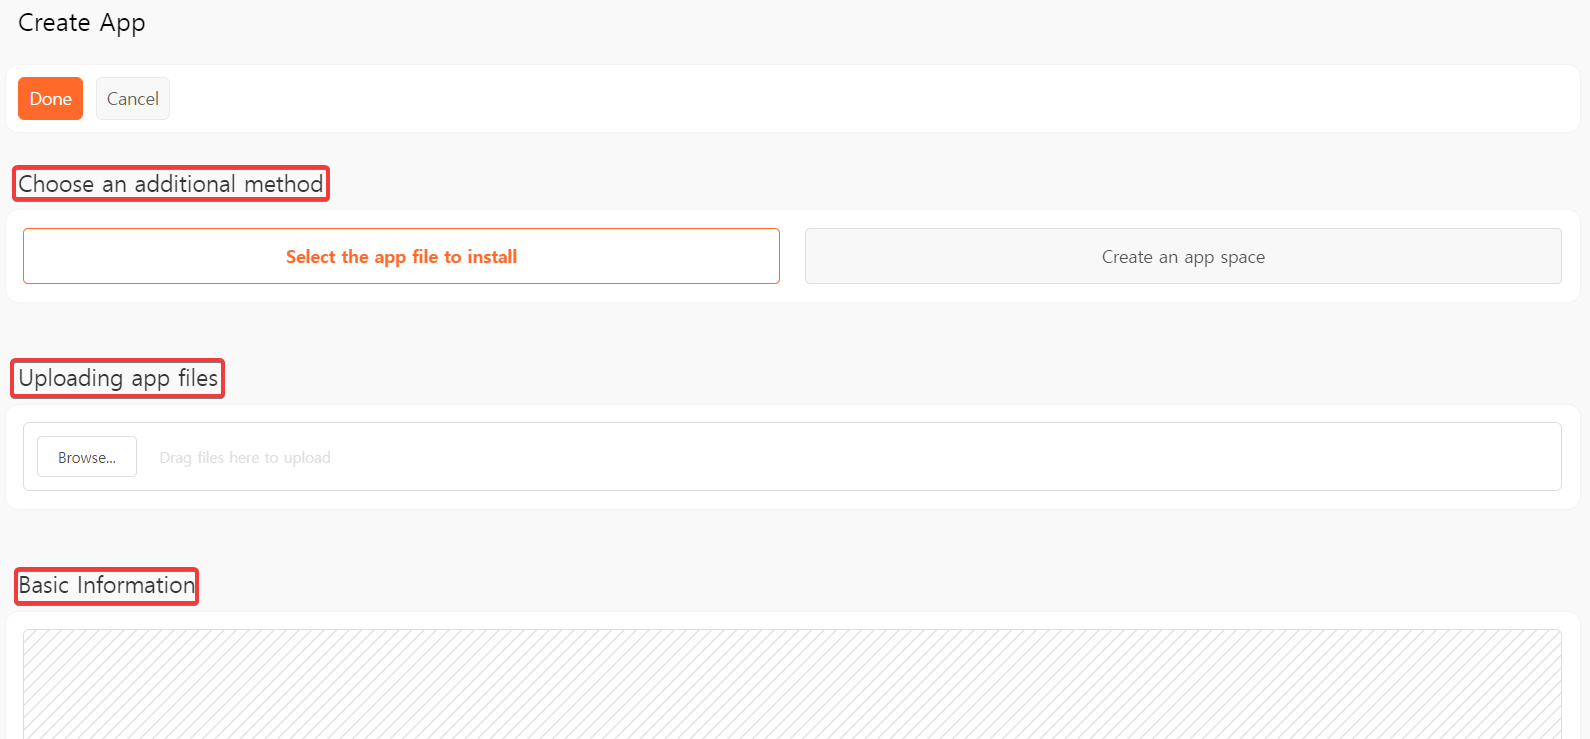 Create App
Done Cancel
Choose an additional method
Select the app file to install Create an app space
Uploading app files
Browse... Drag files here to upload
Basic Information